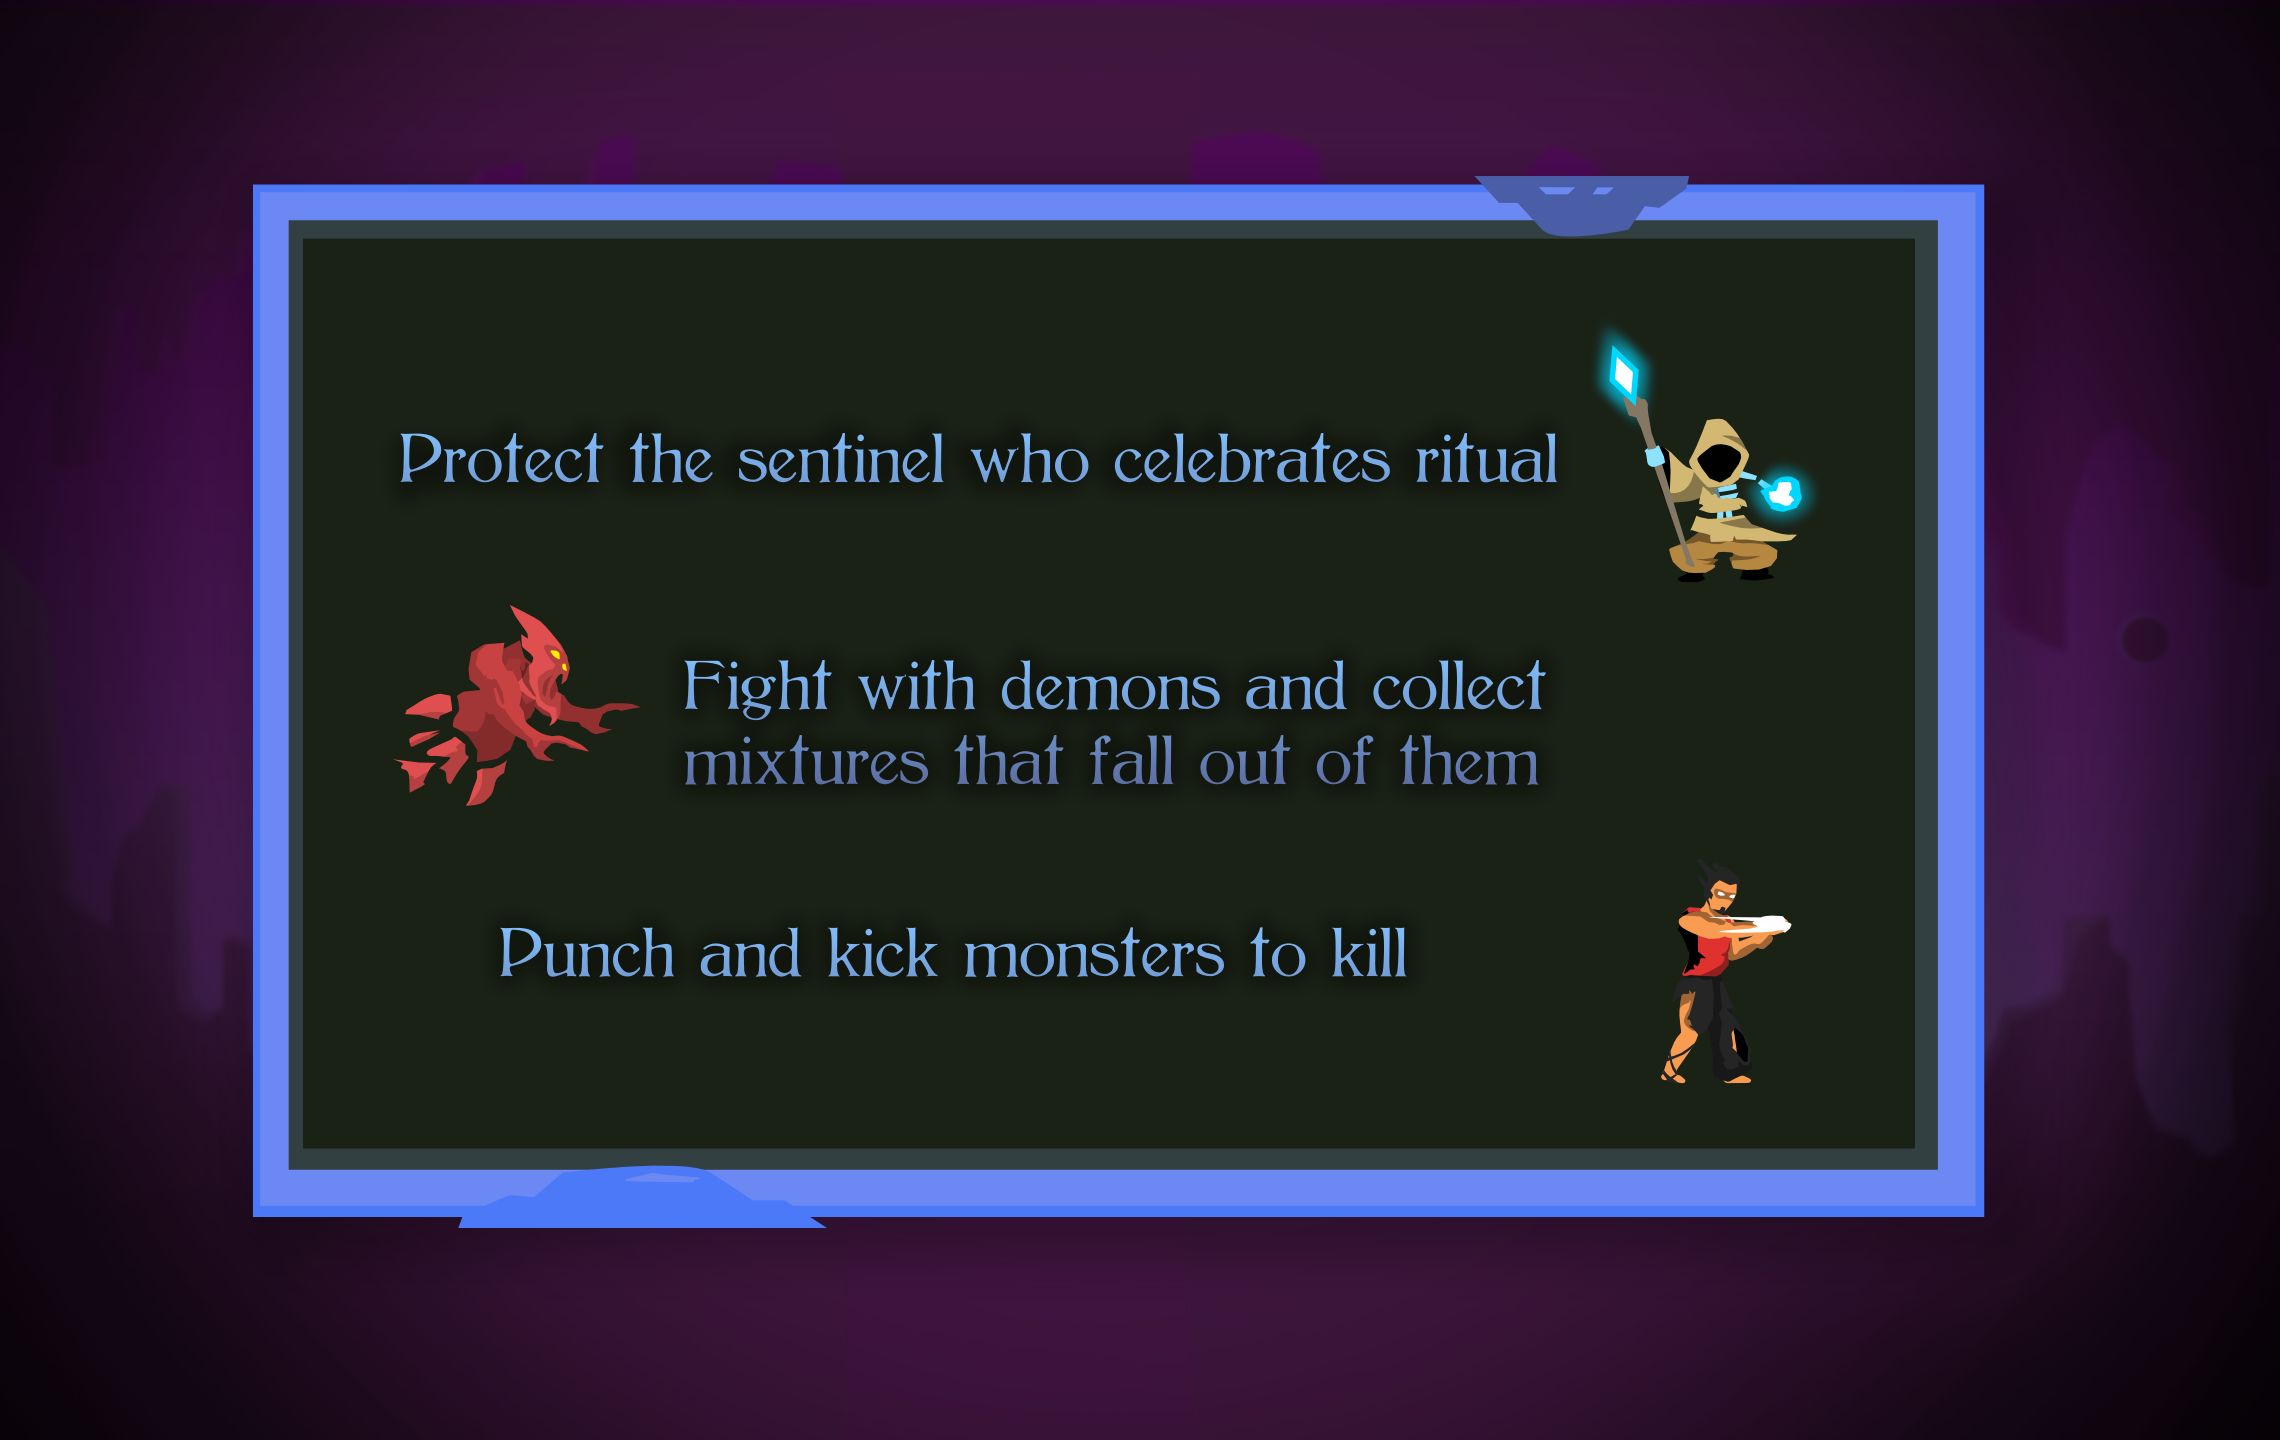 Protect the sentinel who celebrates ritual
Fight with demons and collect
mixtures that fall out of them
Punch and kick monsters to kill